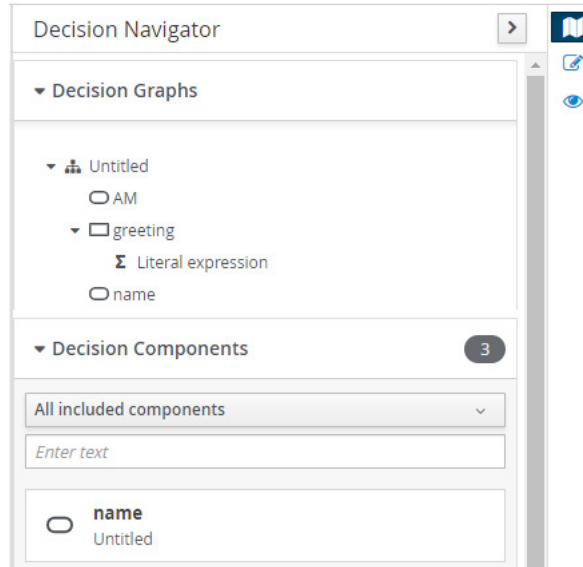 Decision Navigator
Decision Graphs
Untitled
AM
greeting
Σ Literal expression
name
Decision Components 3
All included components
Enter text
name
Untitled